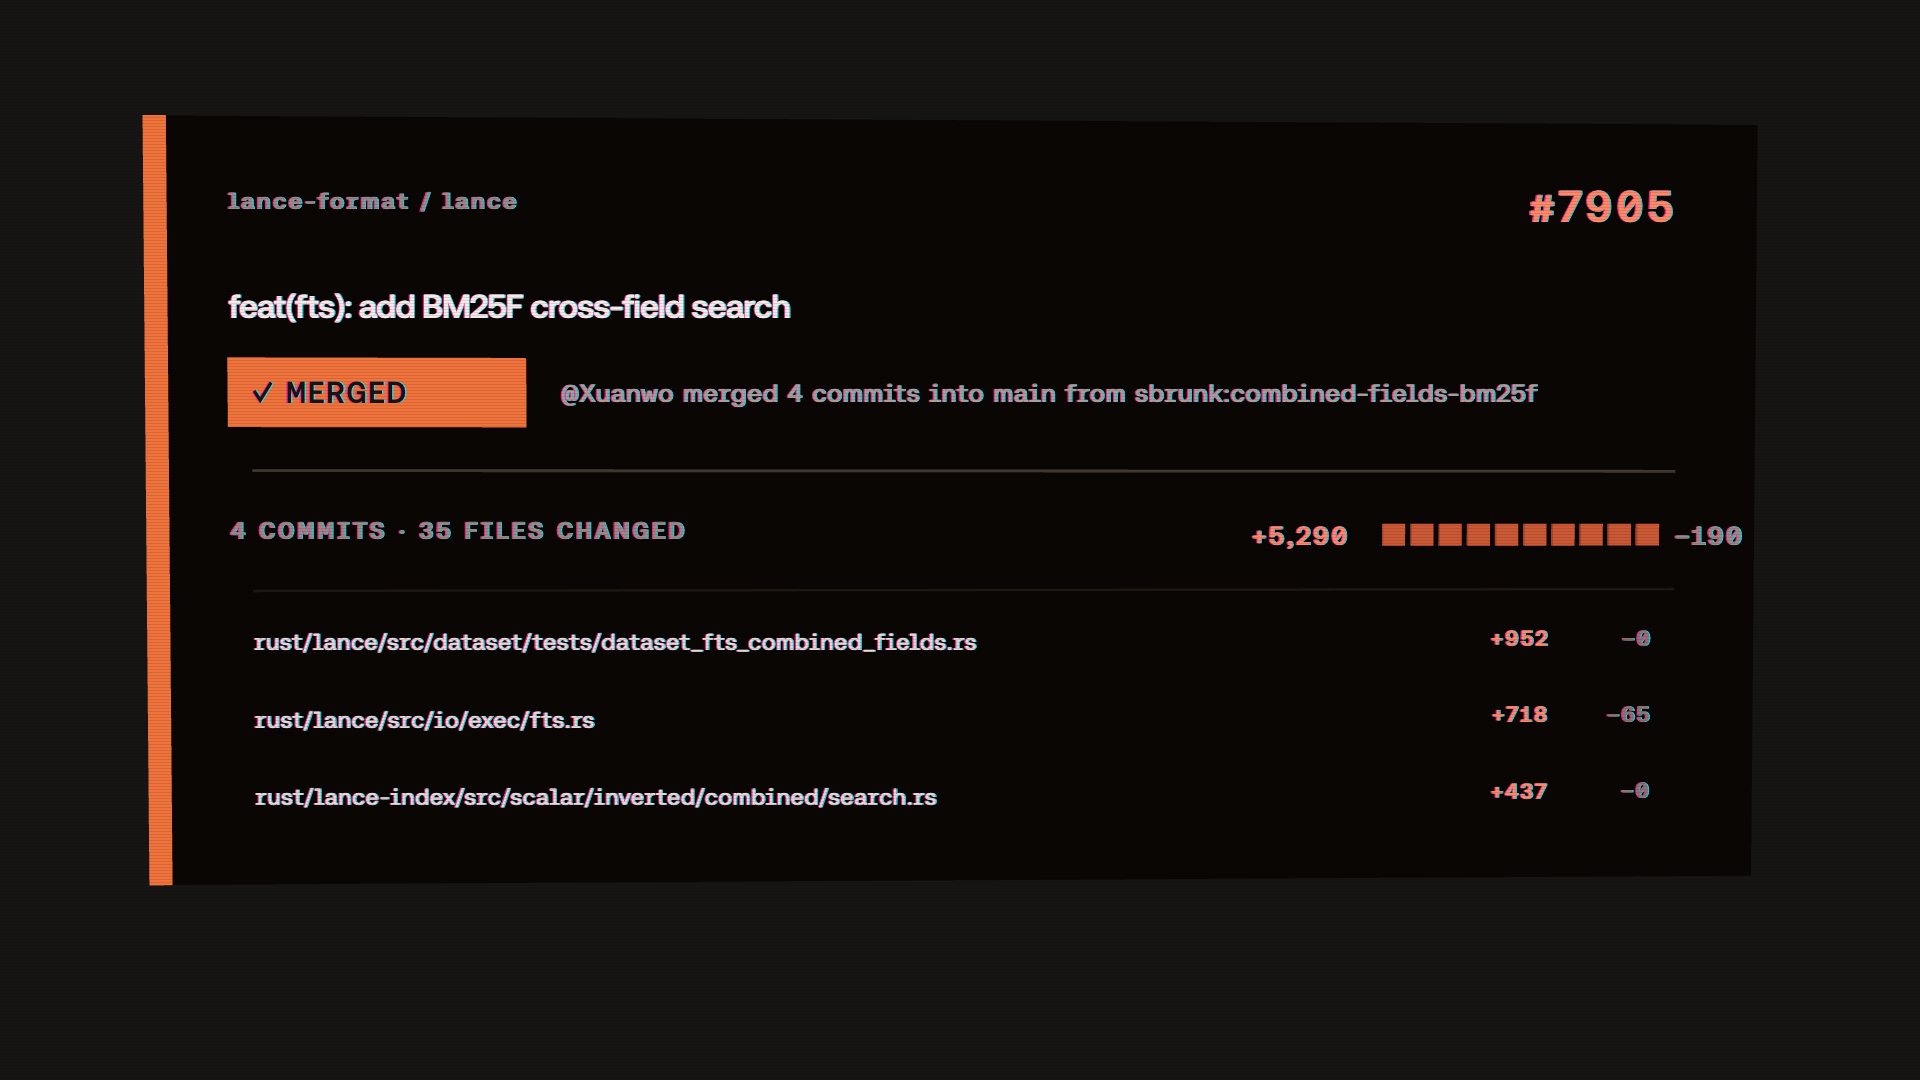 lance-format / lance
#7905
feat(fts): add BM25F cross-field search
✓ MERGED
@Xuanwo merged 4 commits into main from sbrunk:combined-fields-bm25f
4 COMMITS · 35 FILES CHANGED
+5,290 −190
rust/lance/src/dataset/tests/dataset_fts_combined_fields.rs +952 −0
rust/lance/src/io/exec/fts.rs +718 −65
rust/lance-index/src/scalar/inverted/combined/search.rs +437 −0